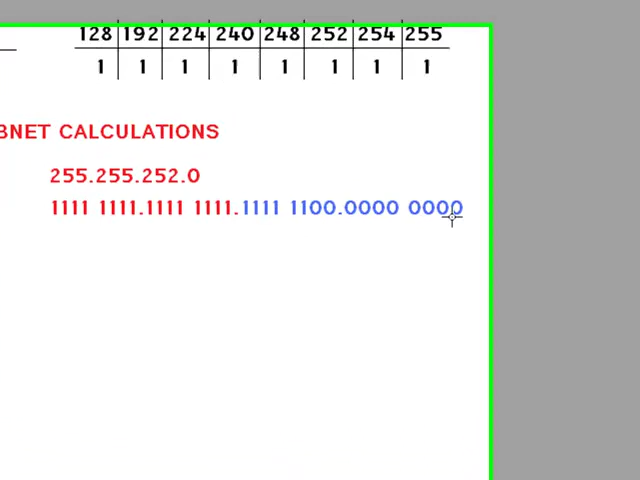 128 192 224 240 248 252 254 255
1 1 1 1 1 1 1 1
BNET CALCULATIONS
255.255.252.0
1111 1111.1111 1111.1111 1100.0000 0000